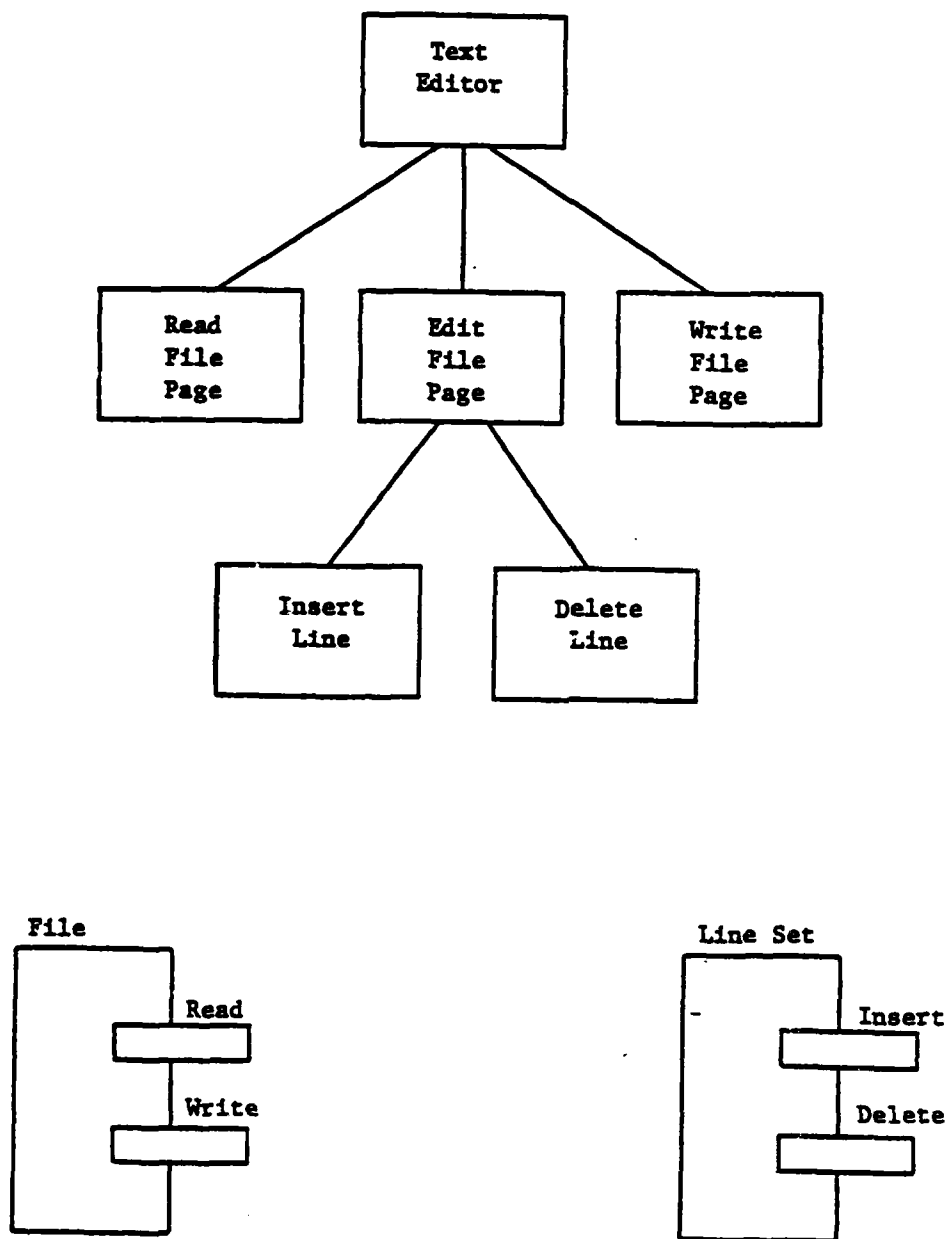 Text
Editor
Read
File
Page
Edit
File
Page
Write
File
Page
Insert
Line
Delete
Line
File
Read
Write
Line Set
Insert
Delete